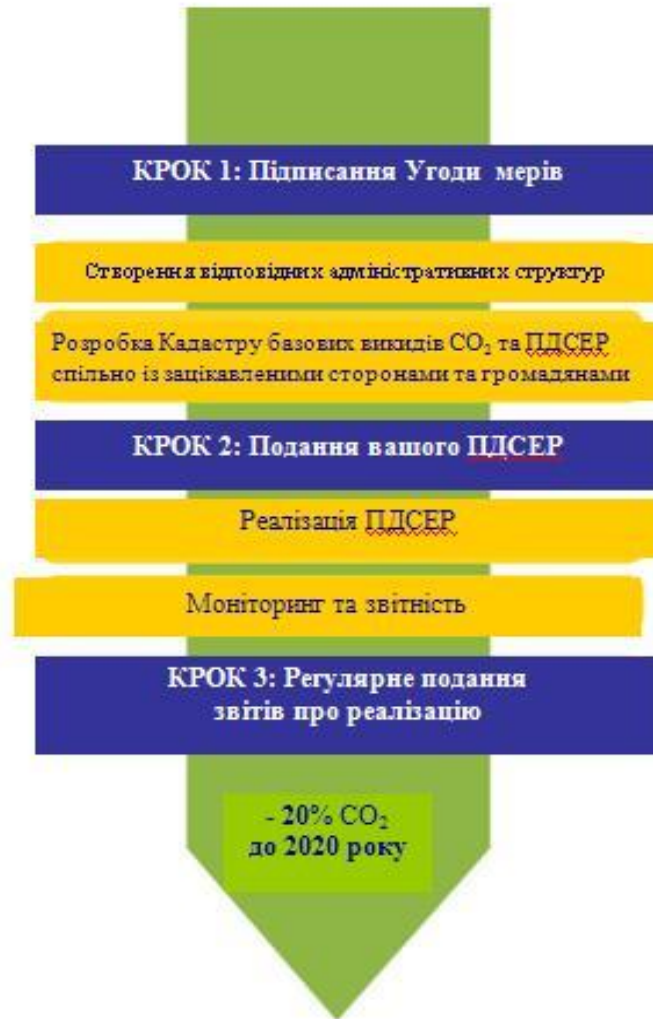 КРОК 1: Підписання Угоди мерів
Створення відповідних адміністративних структур
Розробка Кадастру базових викидів CO₂ та ПДСЕР
спільно із зацікавленими сторонами та громадянами
КРОК 2: Подання вашого ПДСЕР
Реалізація ПДСЕР
Моніторинг та звітність
КРОК 3: Регулярне подання
звітів про реалізацію
- 20% CO₂
до 2020 року